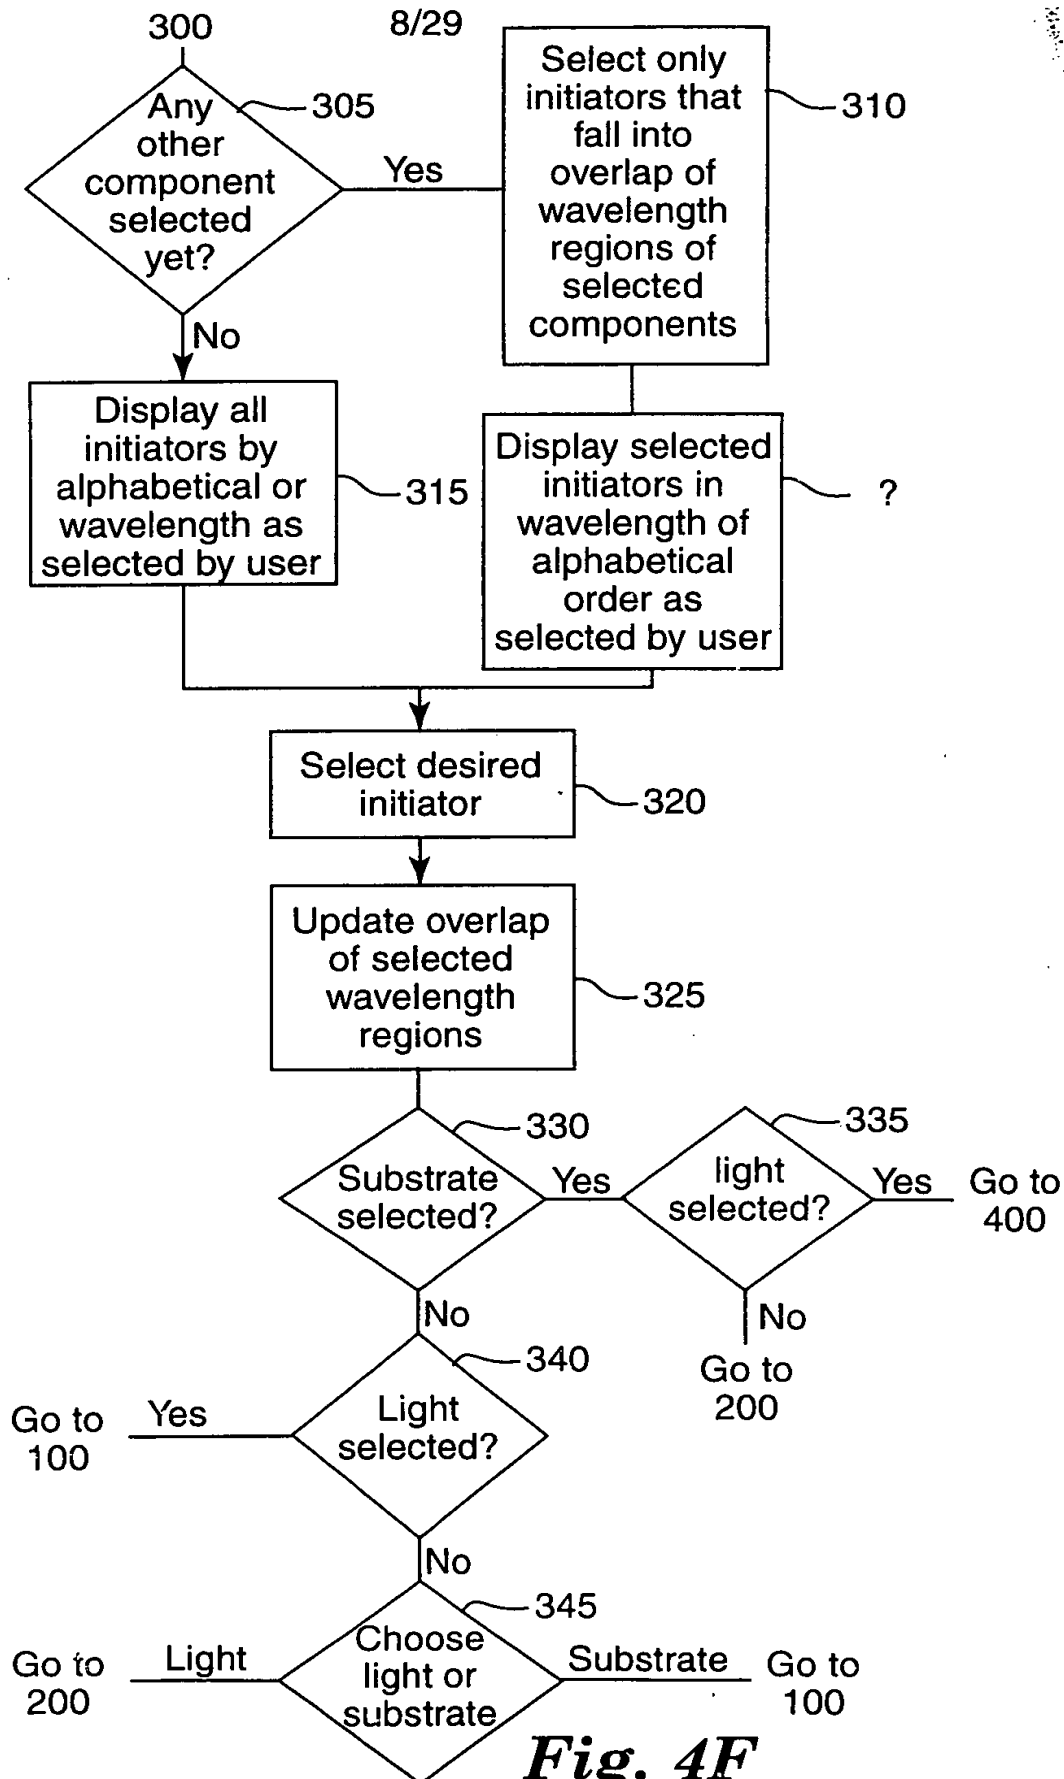 300
8/29
Any
other
component
selected
yet?
305
Yes
No
Select only
initiators that
fall into
overlap of
wavelength
regions of
selected
components
310
Display all
initiators by
alphabetical or
wavelength as
selected by user
315
Display selected
initiators in
wavelength of
alphabetical
order as
selected by user
?
Select desired
initiator
320
Update overlap
of selected
wavelength
regions
325
Substrate
selected?
330
Yes
No
light
selected?
335
Yes
Go to
400
No
Go to
200
Light
selected?
340
Yes
Go to
100
No
Choose
light or
substrate
345
Light
Go to
200
Substrate
Go to
100
Fig. 4F